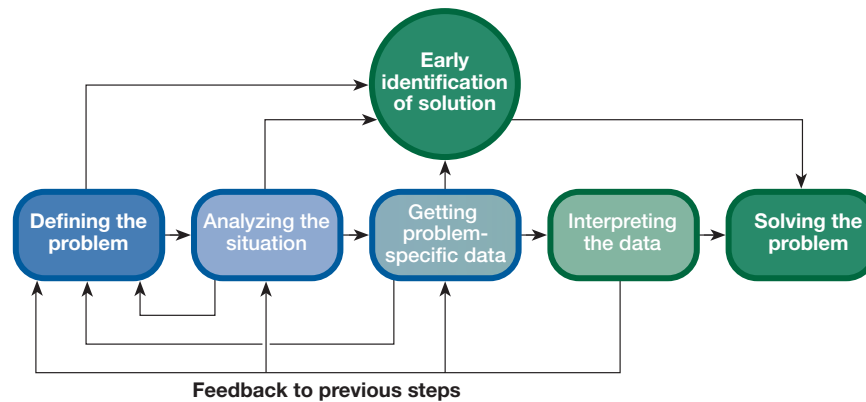 Early
identification
of solution
Defining the
problem
Analyzing the
situation
Getting
problem-
specific data
Interpreting
the data
Solving the
problem
Feedback to previous steps